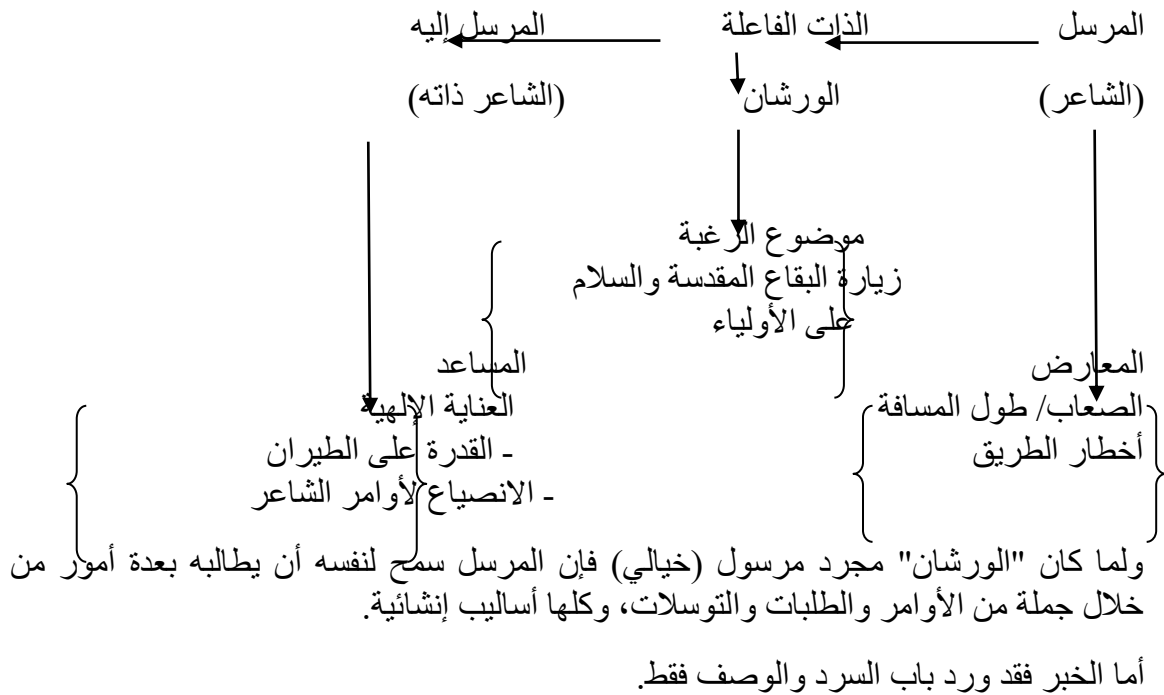 المرسل الذات الفاعلة المرسل إليه
(الشاعر) الورشان (الشاعر ذاته)
موضوع الرغبة
زيارة البقاع المقدسة والسلام
على الأولياء
المعارض المساعد
الصعاب/ طول المسافة العناية الإلهية
أخطار الطريق - القدرة على الطيران
- الانصياع لأوامر الشاعر
ولما كان "الورشان" مجرد مرسول (خيالي) فإن المرسل سمح لنفسه أن يطالبه بعدة أمور من
خلال جملة من الأوامر والطلبات والتوسلات، وكلها أساليب إنشائية.
أما الخبر فقد ورد باب السرد والوصف فقط.